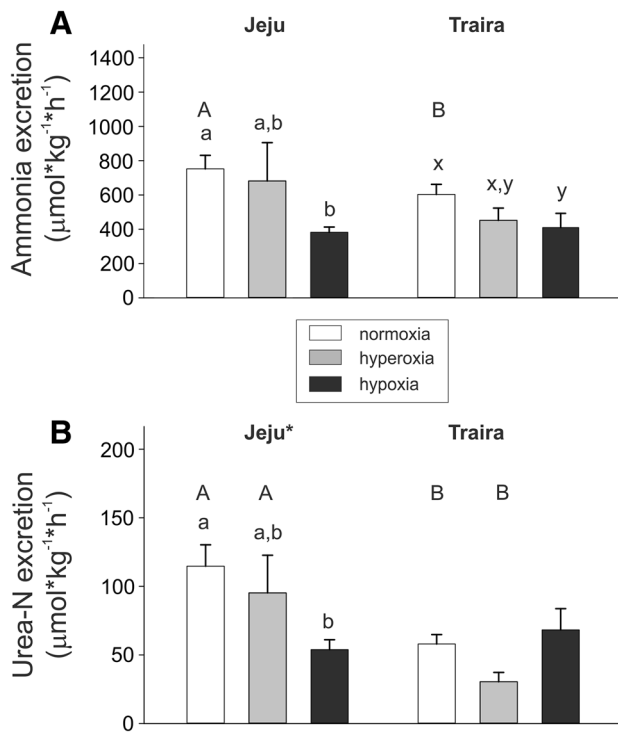 A
Jeju
Traira
Ammonia excretion
(μmol*kg⁻¹*h⁻¹)
1400
1200
1000
800
600
400
200
0
A
a
a,b
b
B
x
x,y
y
normoxia
hyperoxia
hypoxia
B
Jeju*
Traira
Urea-N excretion
(μmol*kg⁻¹*h⁻¹)
200
150
100
50
0
A
A
a
a,b
b
B
B